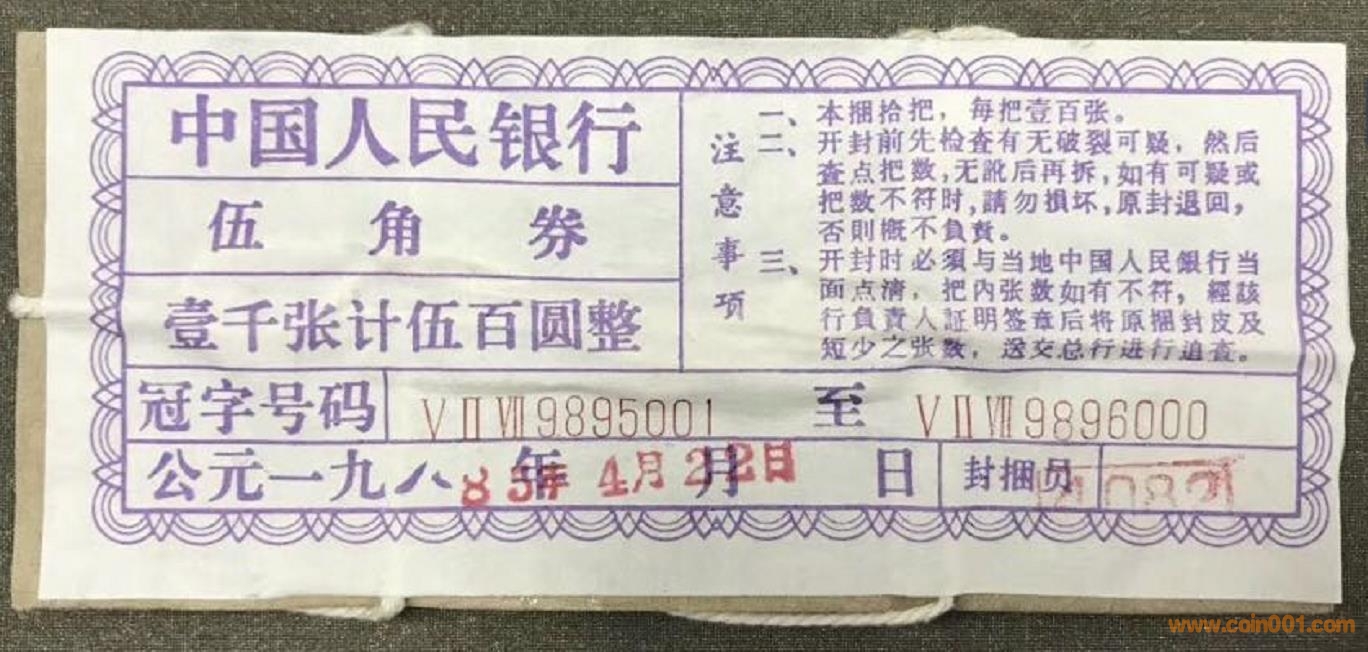 中国人民银行
伍角券
壹千张计伍百圆整
注意事项
一、本捆拾把，每把壹百张。
二、开封前先检查有无破裂可疑，然后
查点把数，无訛后再拆，如有可疑或
把数不符时，請勿損坏，原封退回，
否則概不負責。
三、开封时必須与当地中国人民銀行当
面点清，把內张数如有不符，經該
行負責人証明签章后将原捆封皮及
短少之张数，送交总行进行追查。
冠字号码 VⅡⅦ9895001 至 VⅡⅦ9896000
公元一九八 年 月 日 封捆员
85年4月22日
www.coin001.com